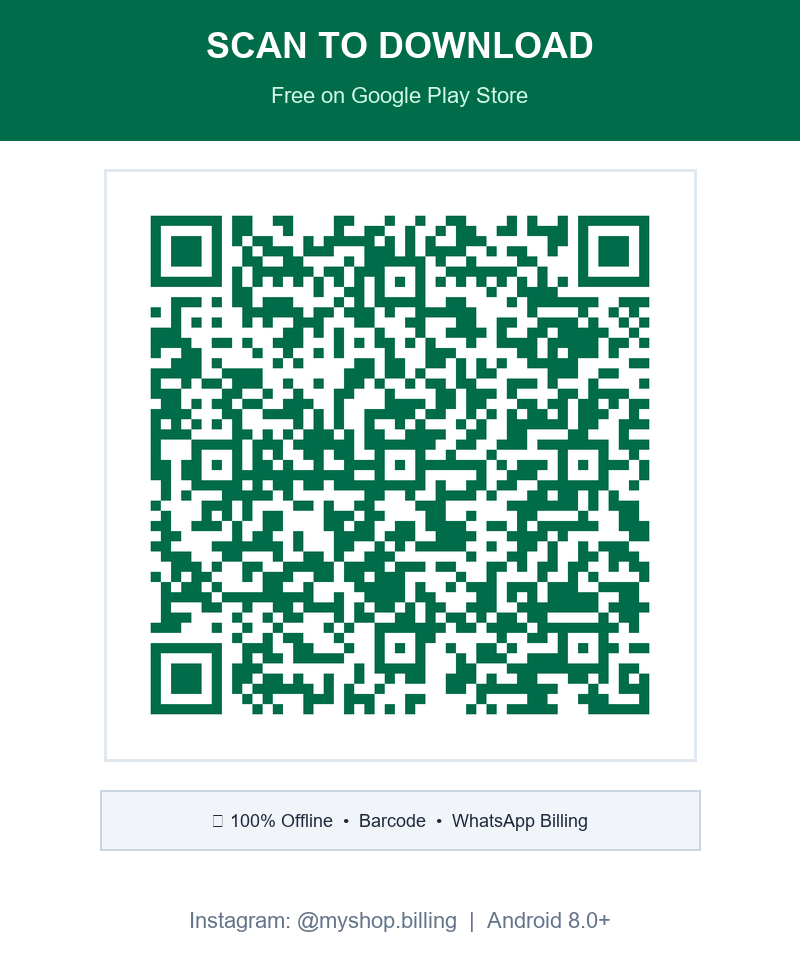 SCAN TO DOWNLOAD
Free on Google Play Store
100% Offline • Barcode • WhatsApp Billing
Instagram: @myshop.billing | Android 8.0+